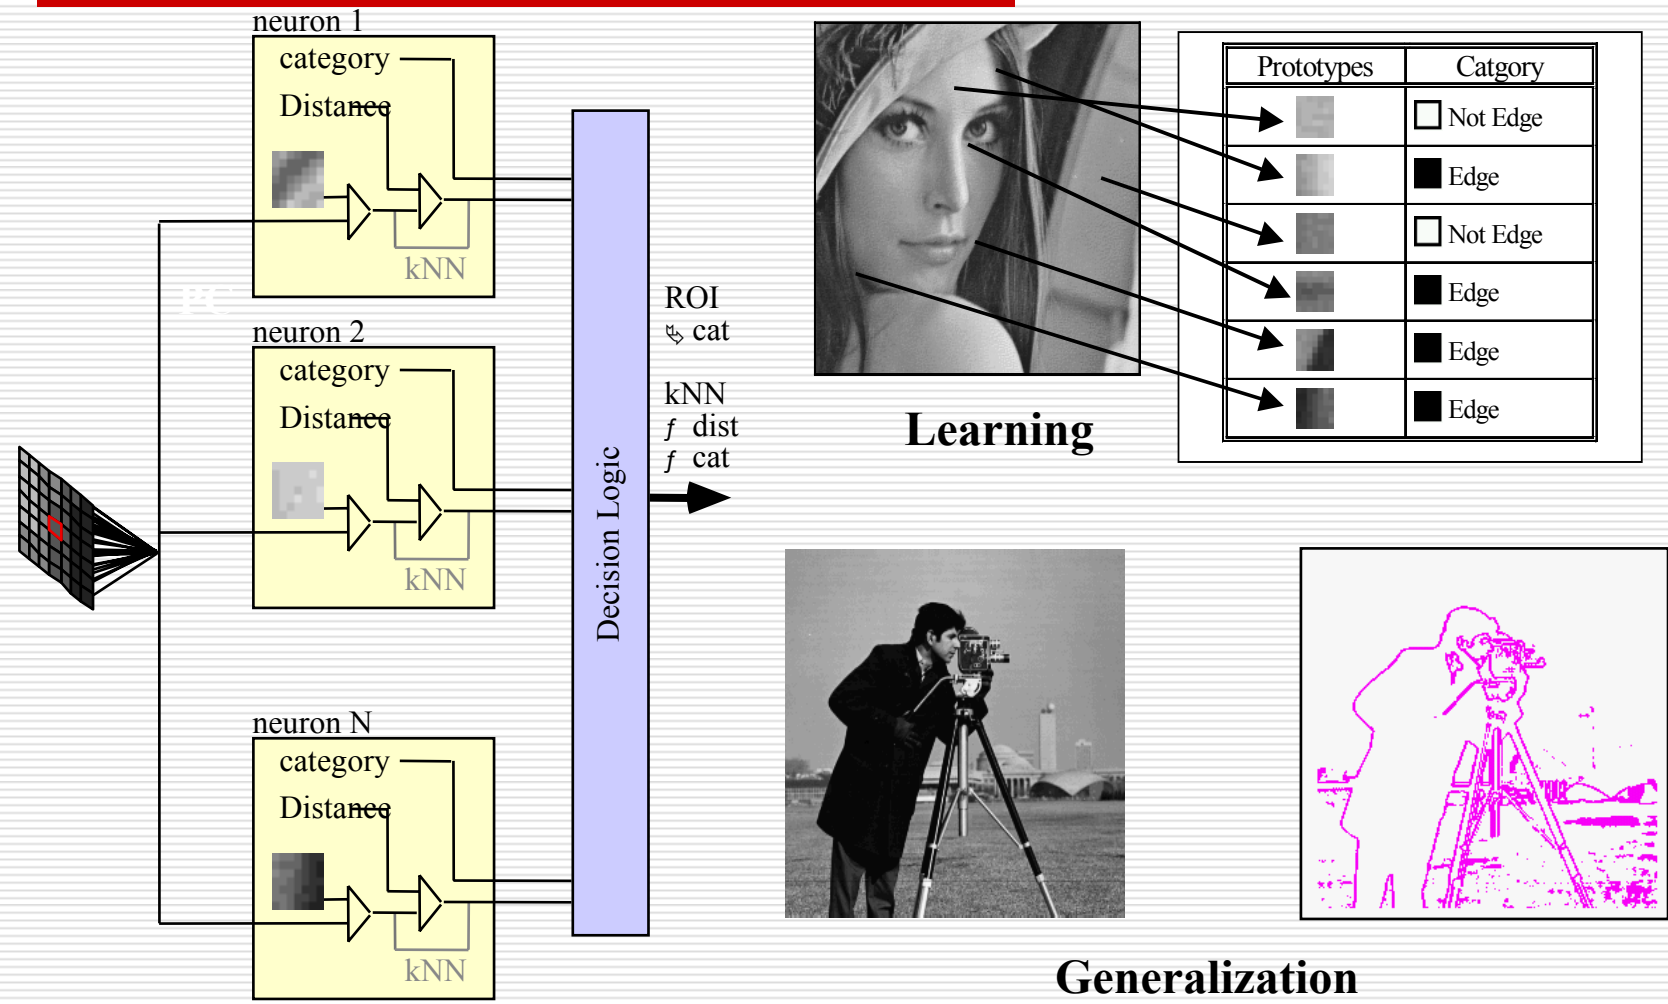 neuron 1
category
Distance
kNN
PC
neuron 2
category
Distance
kNN
neuron N
category
Distance
kNN
Decision Logic
ROI
↳ cat
kNN
ƒ dist
ƒ cat
Learning
Prototypes Catgory
Not Edge
Edge
Not Edge
Edge
Edge
Edge
Generalization